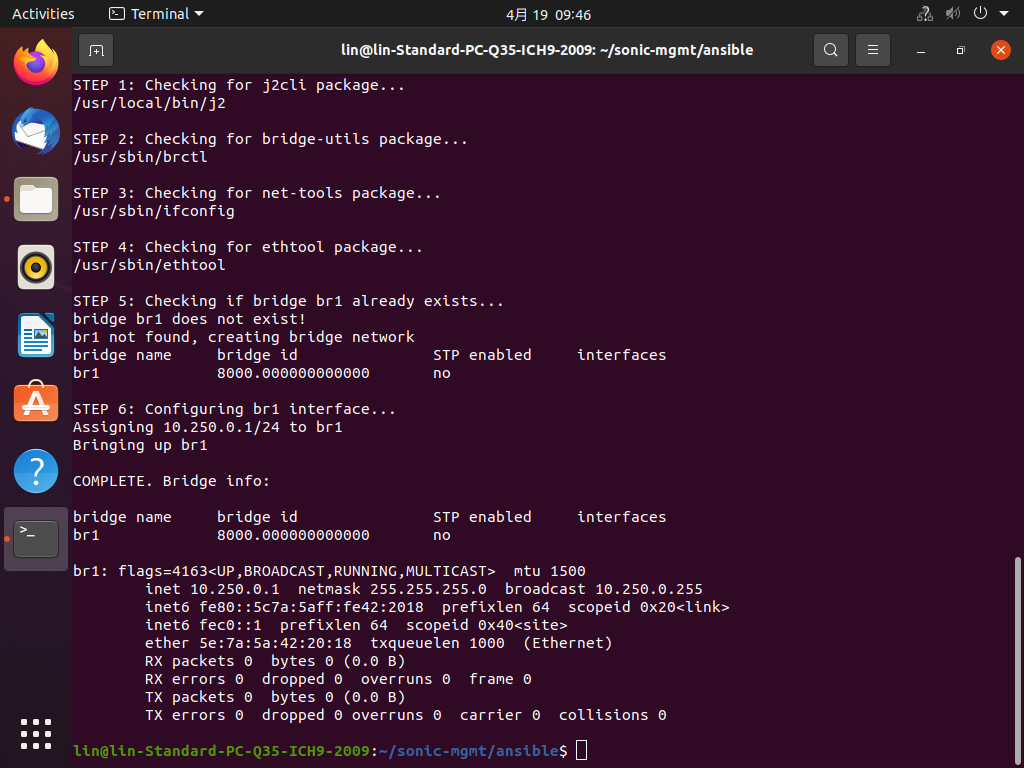 Activities
Terminal
4月 19 09:46
lin@lin-Standard-PC-Q35-ICH9-2009: ~/sonic-mgmt/ansible
STEP 1: Checking for j2cli package...
/usr/local/bin/j2
STEP 2: Checking for bridge-utils package...
/usr/sbin/brctl
STEP 3: Checking for net-tools package...
/usr/sbin/ifconfig
STEP 4: Checking for ethtool package...
/usr/sbin/ethtool
STEP 5: Checking if bridge br1 already exists...
bridge br1 does not exist!
br1 not found, creating bridge network
bridge name     bridge id               STP enabled     interfaces
br1             8000.000000000000       no
STEP 6: Configuring br1 interface...
Assigning 10.250.0.1/24 to br1
Bringing up br1
COMPLETE. Bridge info:
bridge name     bridge id               STP enabled     interfaces
br1             8000.000000000000       no
br1: flags=4163<UP,BROADCAST,RUNNING,MULTICAST>  mtu 1500
        inet 10.250.0.1  netmask 255.255.255.0  broadcast 10.250.0.255
        inet6 fe80::5c7a:5aff:fe42:2018  prefixlen 64  scopeid 0x20<link>
        inet6 fec0::1  prefixlen 64  scopeid 0x40<site>
        ether 5e:7a:5a:42:20:18  txqueuelen 1000  (Ethernet)
        RX packets 0  bytes 0 (0.0 B)
        RX errors 0  dropped 0  overruns 0  frame 0
        TX packets 0  bytes 0 (0.0 B)
        TX errors 0  dropped 0 overruns 0  carrier 0  collisions 0
lin@lin-Standard-PC-Q35-ICH9-2009:~/sonic-mgmt/ansible$